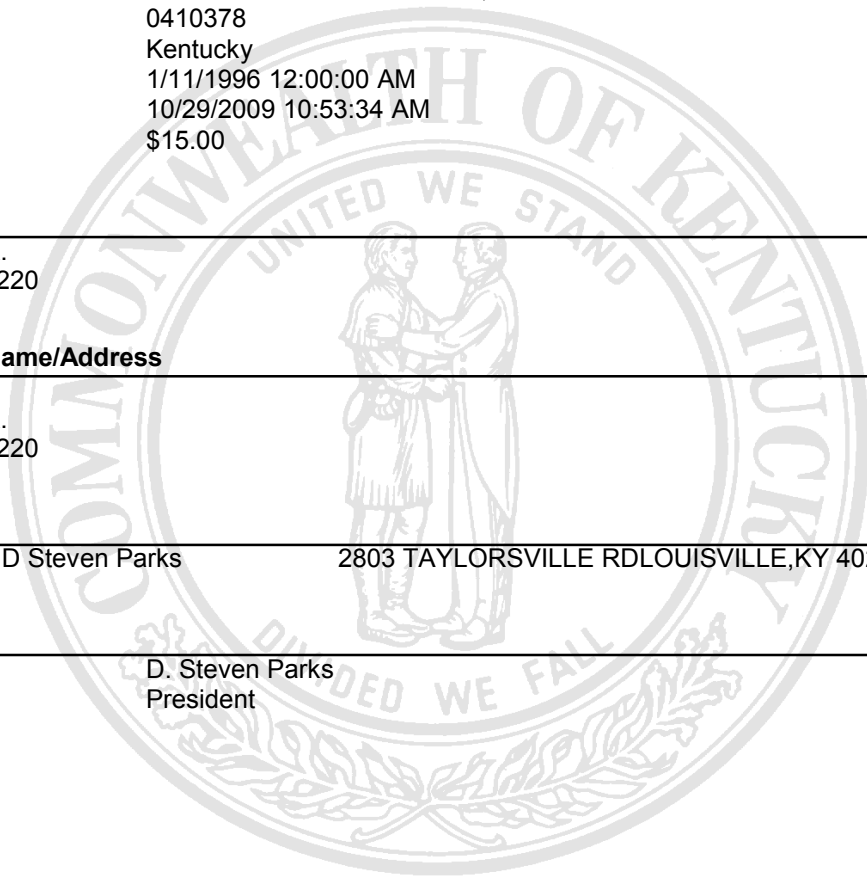 0410378
Kentucky
1/11/1996 12:00:00 AM
10/29/2009 10:53:34 AM
$15.00
COMMONWEALTH OF KENTUCKY
UNITED WE STAND
.
220
ame/Address
.
220
D Steven Parks 2803 TAYLORSVILLE RDLOUISVILLE,KY 40
DIVIDED WE FALL
D. Steven Parks
President